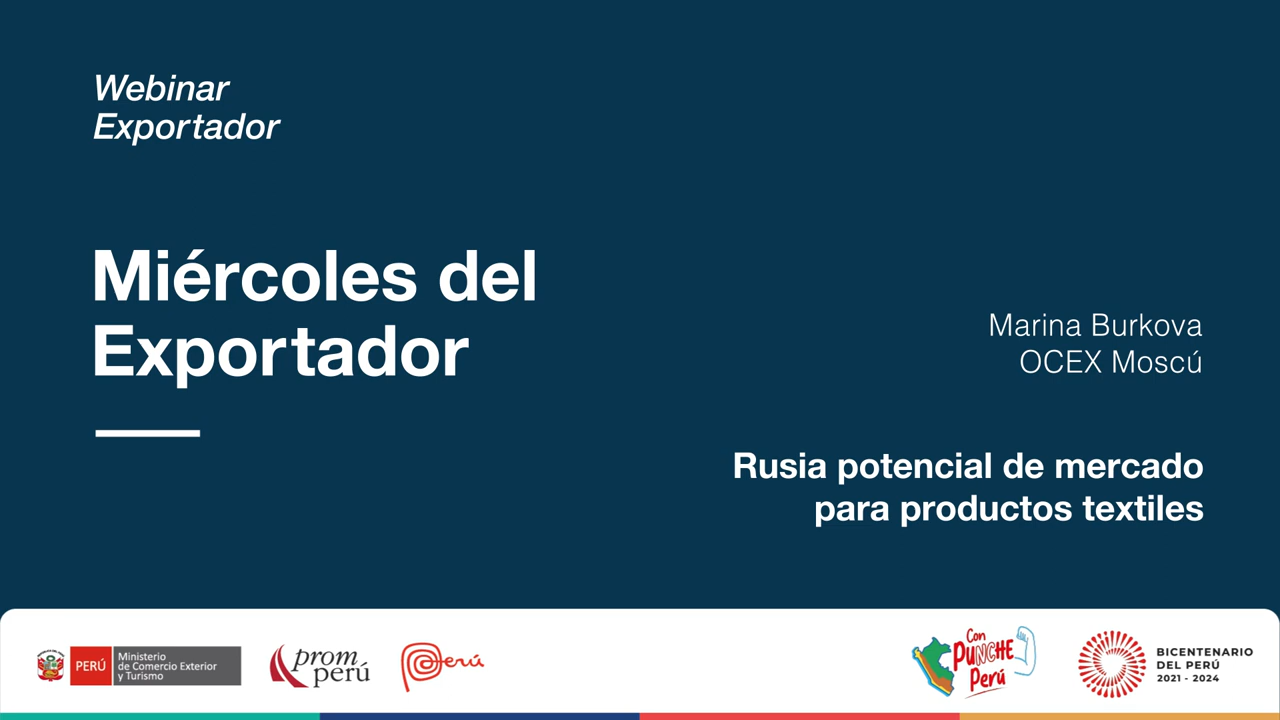 Webinar
Exportador
Miércoles del
Exportador
Marina Burkova
OCEX Moscú
Rusia potencial de mercado
para productos textiles
PERÚ
Ministerio
de Comercio Exterior
y Turismo
prom
perú
Perú
Con
PUNCHE
Perú
BICENTENARIO
DEL PERÚ
2021 - 2024